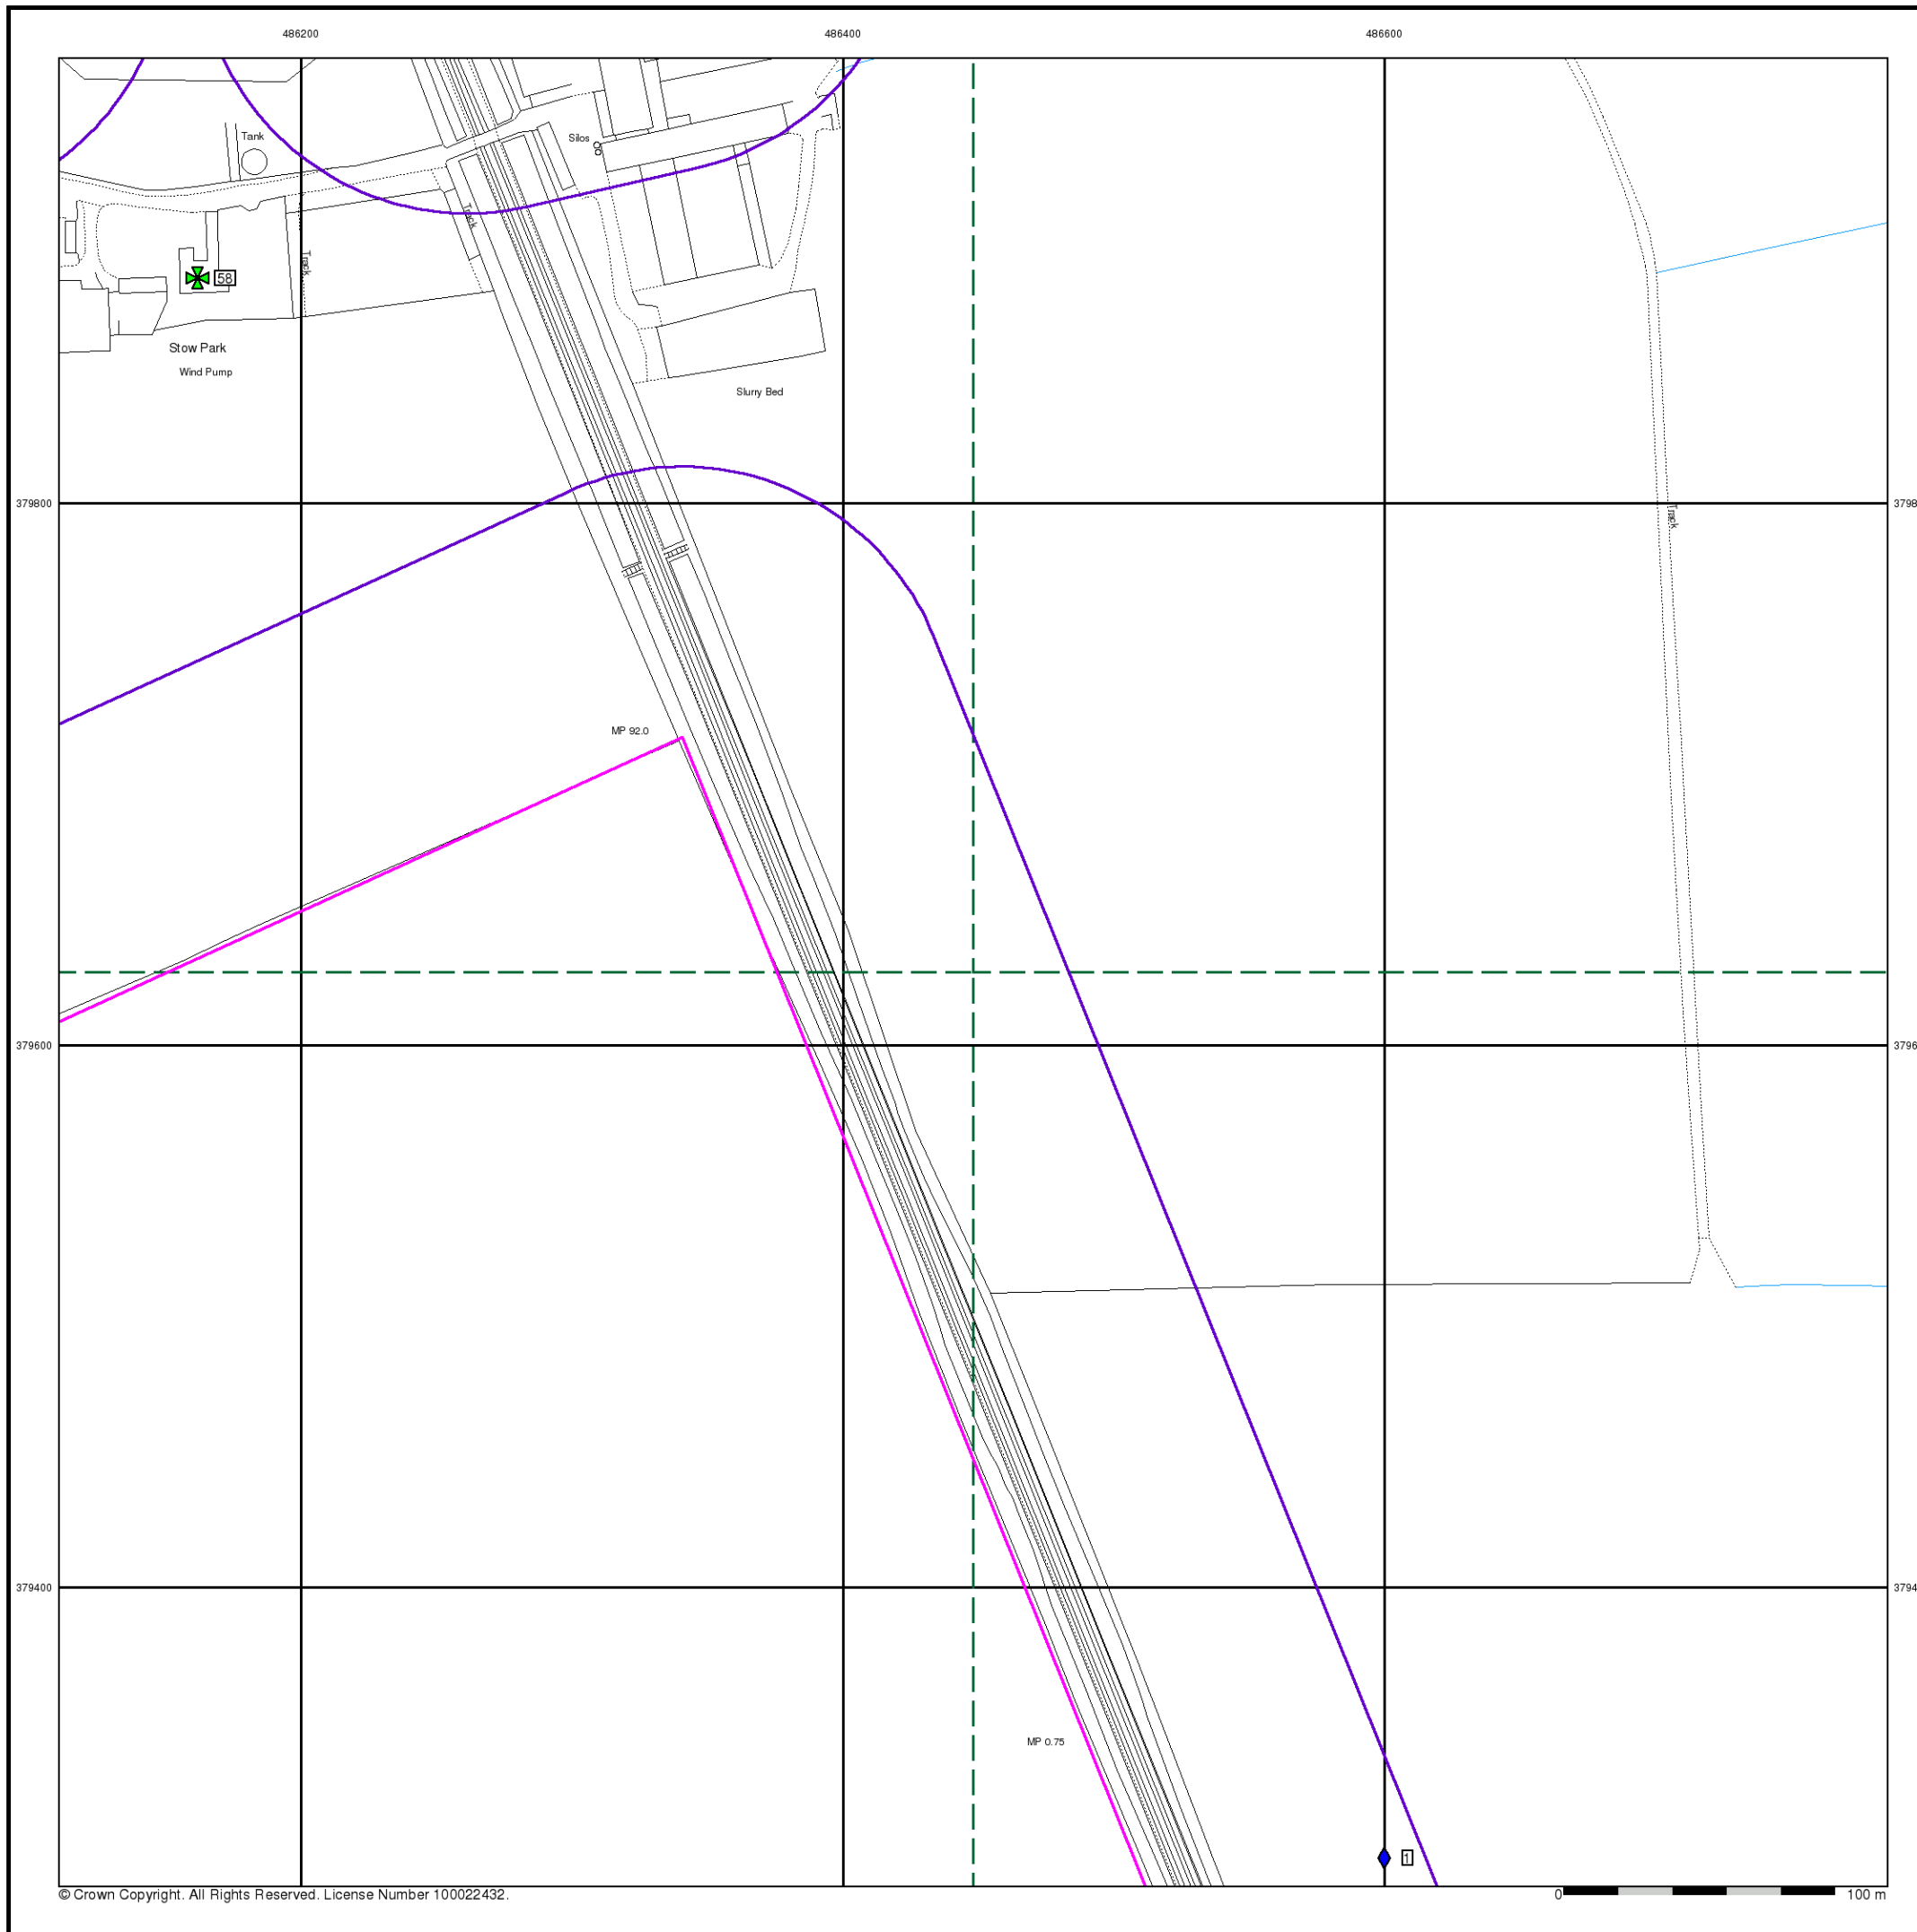 486200 486400 486600
Tank
Silos
Track
Track
58
Stow Park
Wind Pump
Slurry Bed
379800 3798
Track
MP 92.0
379600 3796
379400 3794
MP 0.75
1
© Crown Copyright. All Rights Reserved. License Number 100022432.
0 100 m